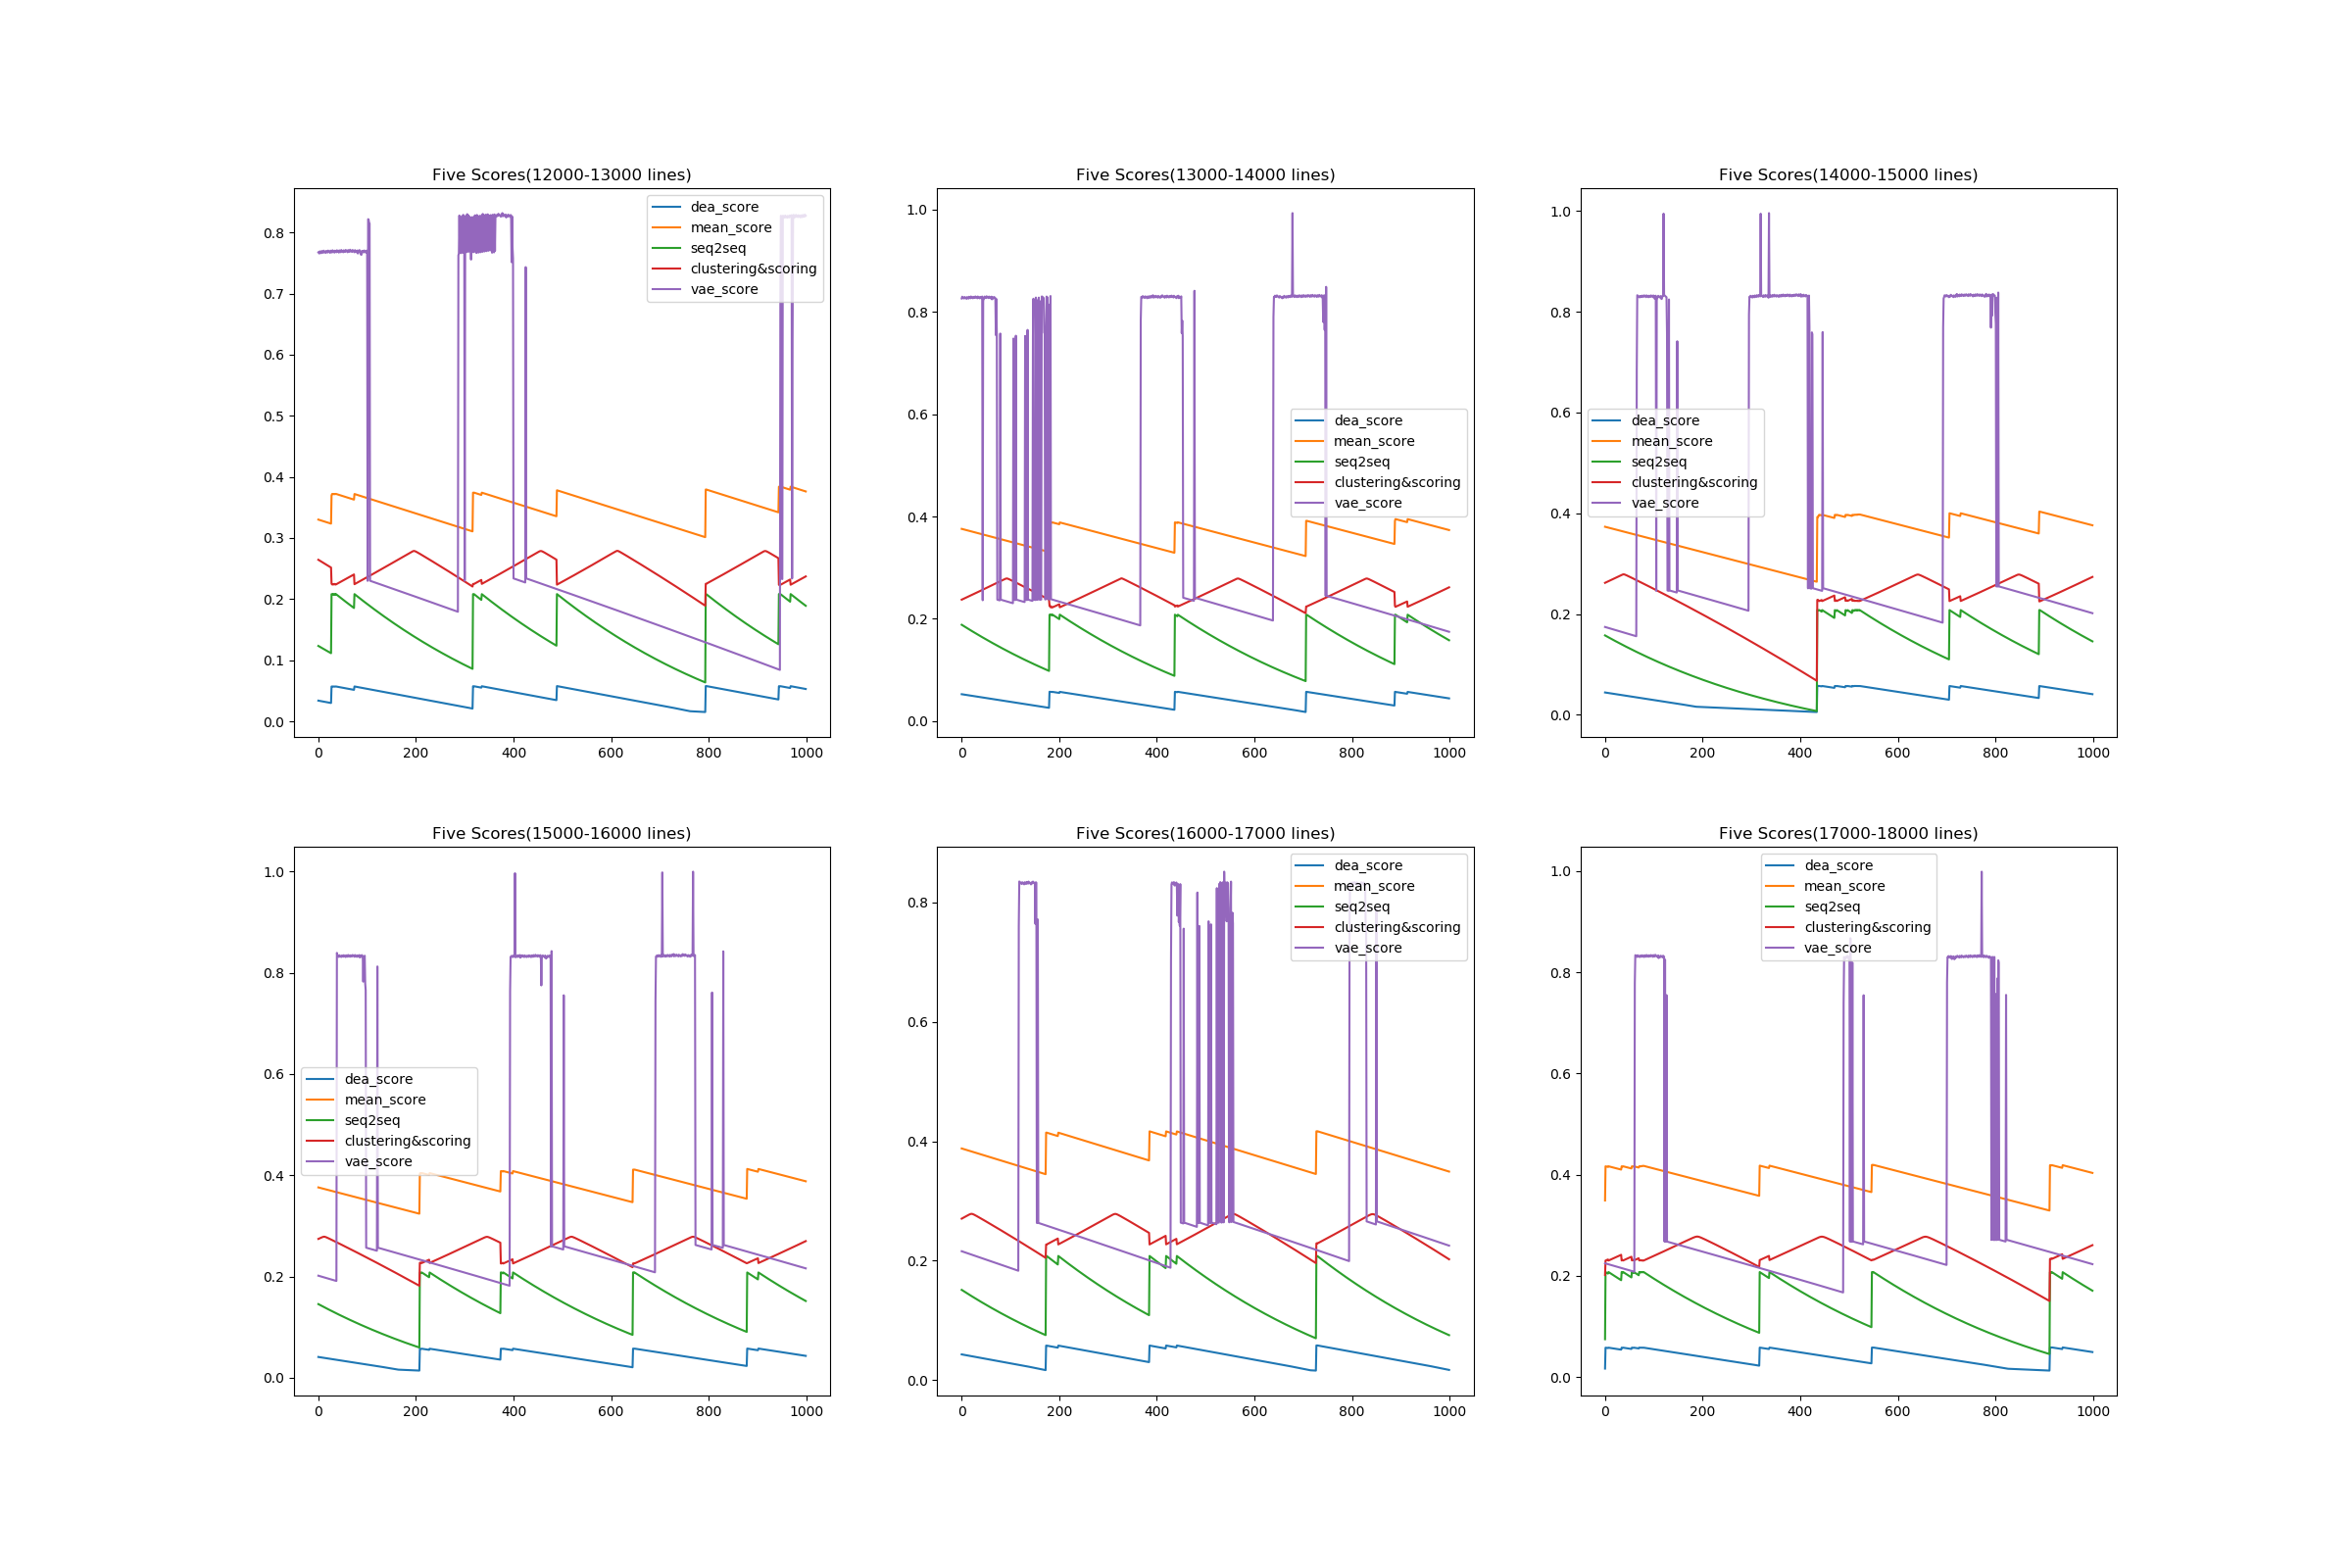 Five Scores(12000-13000 lines)
0.8
0.7
0.6
0.5
0.4
0.3
0.2
0.1
0.0
0 200 400 600 800 1000
dea_score
mean_score
seq2seq
clustering&scoring
vae_score
Five Scores(13000-14000 lines)
1.0
0.8
0.6
0.4
0.2
0.0
0 200 400 600 800 1000
dea_score
mean_score
seq2seq
clustering&scoring
vae_score
Five Scores(14000-15000 lines)
1.0
0.8
0.6
0.4
0.2
0.0
0 200 400 600 800 1000
dea_score
mean_score
seq2seq
clustering&scoring
vae_score
Five Scores(15000-16000 lines)
1.0
0.8
0.6
0.4
0.2
0.0
0 200 400 600 800 1000
dea_score
mean_score
seq2seq
clustering&scoring
vae_score
Five Scores(16000-17000 lines)
0.8
0.6
0.4
0.2
0.0
0 200 400 600 800 1000
dea_score
mean_score
seq2seq
clustering&scoring
vae_score
Five Scores(17000-18000 lines)
1.0
0.8
0.6
0.4
0.2
0.0
0 200 400 600 800 1000
dea_score
mean_score
seq2seq
clustering&scoring
vae_score